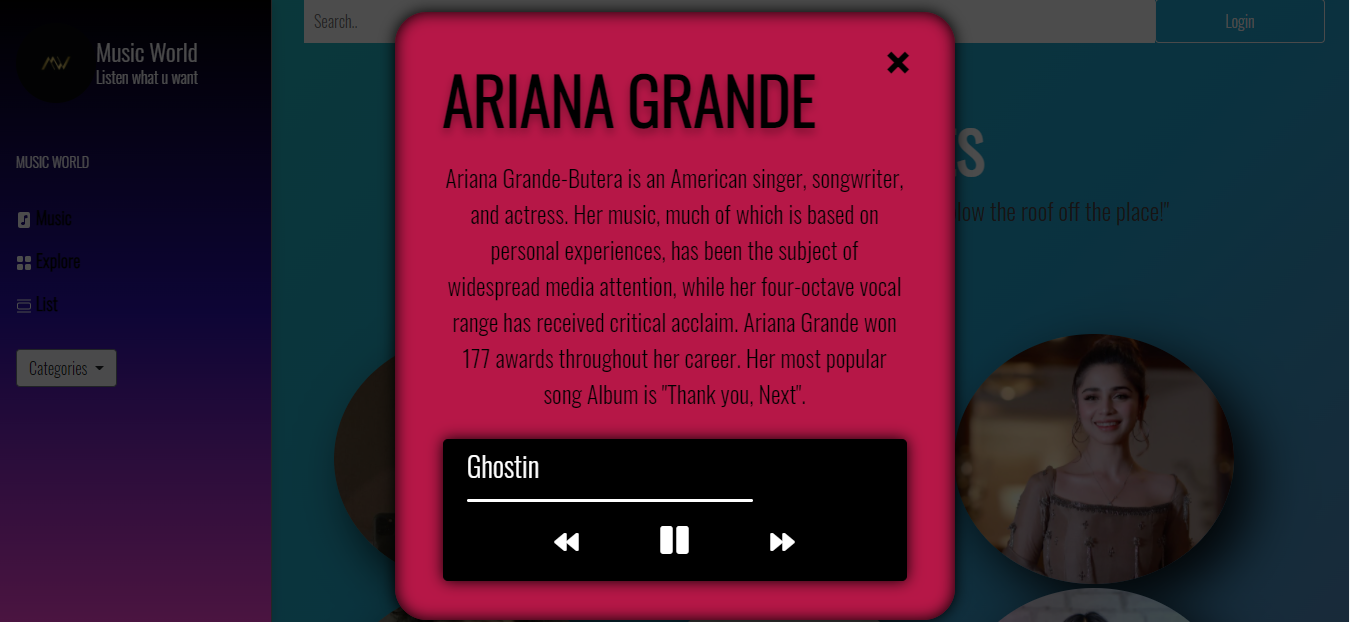 Search..
Login
Music World
Listen what u want
MUSIC WORLD
Music
Explore
List
Categories
ARIANA GRANDE
Ariana Grande-Butera is an American singer, songwriter,
and actress. Her music, much of which is based on
personal experiences, has been the subject of
widespread media attention, while her four-octave vocal
range has received critical acclaim. Ariana Grande won
177 awards throughout her career. Her most popular
song Album is "Thank you, Next".
Ghostin
the roof off the place!"